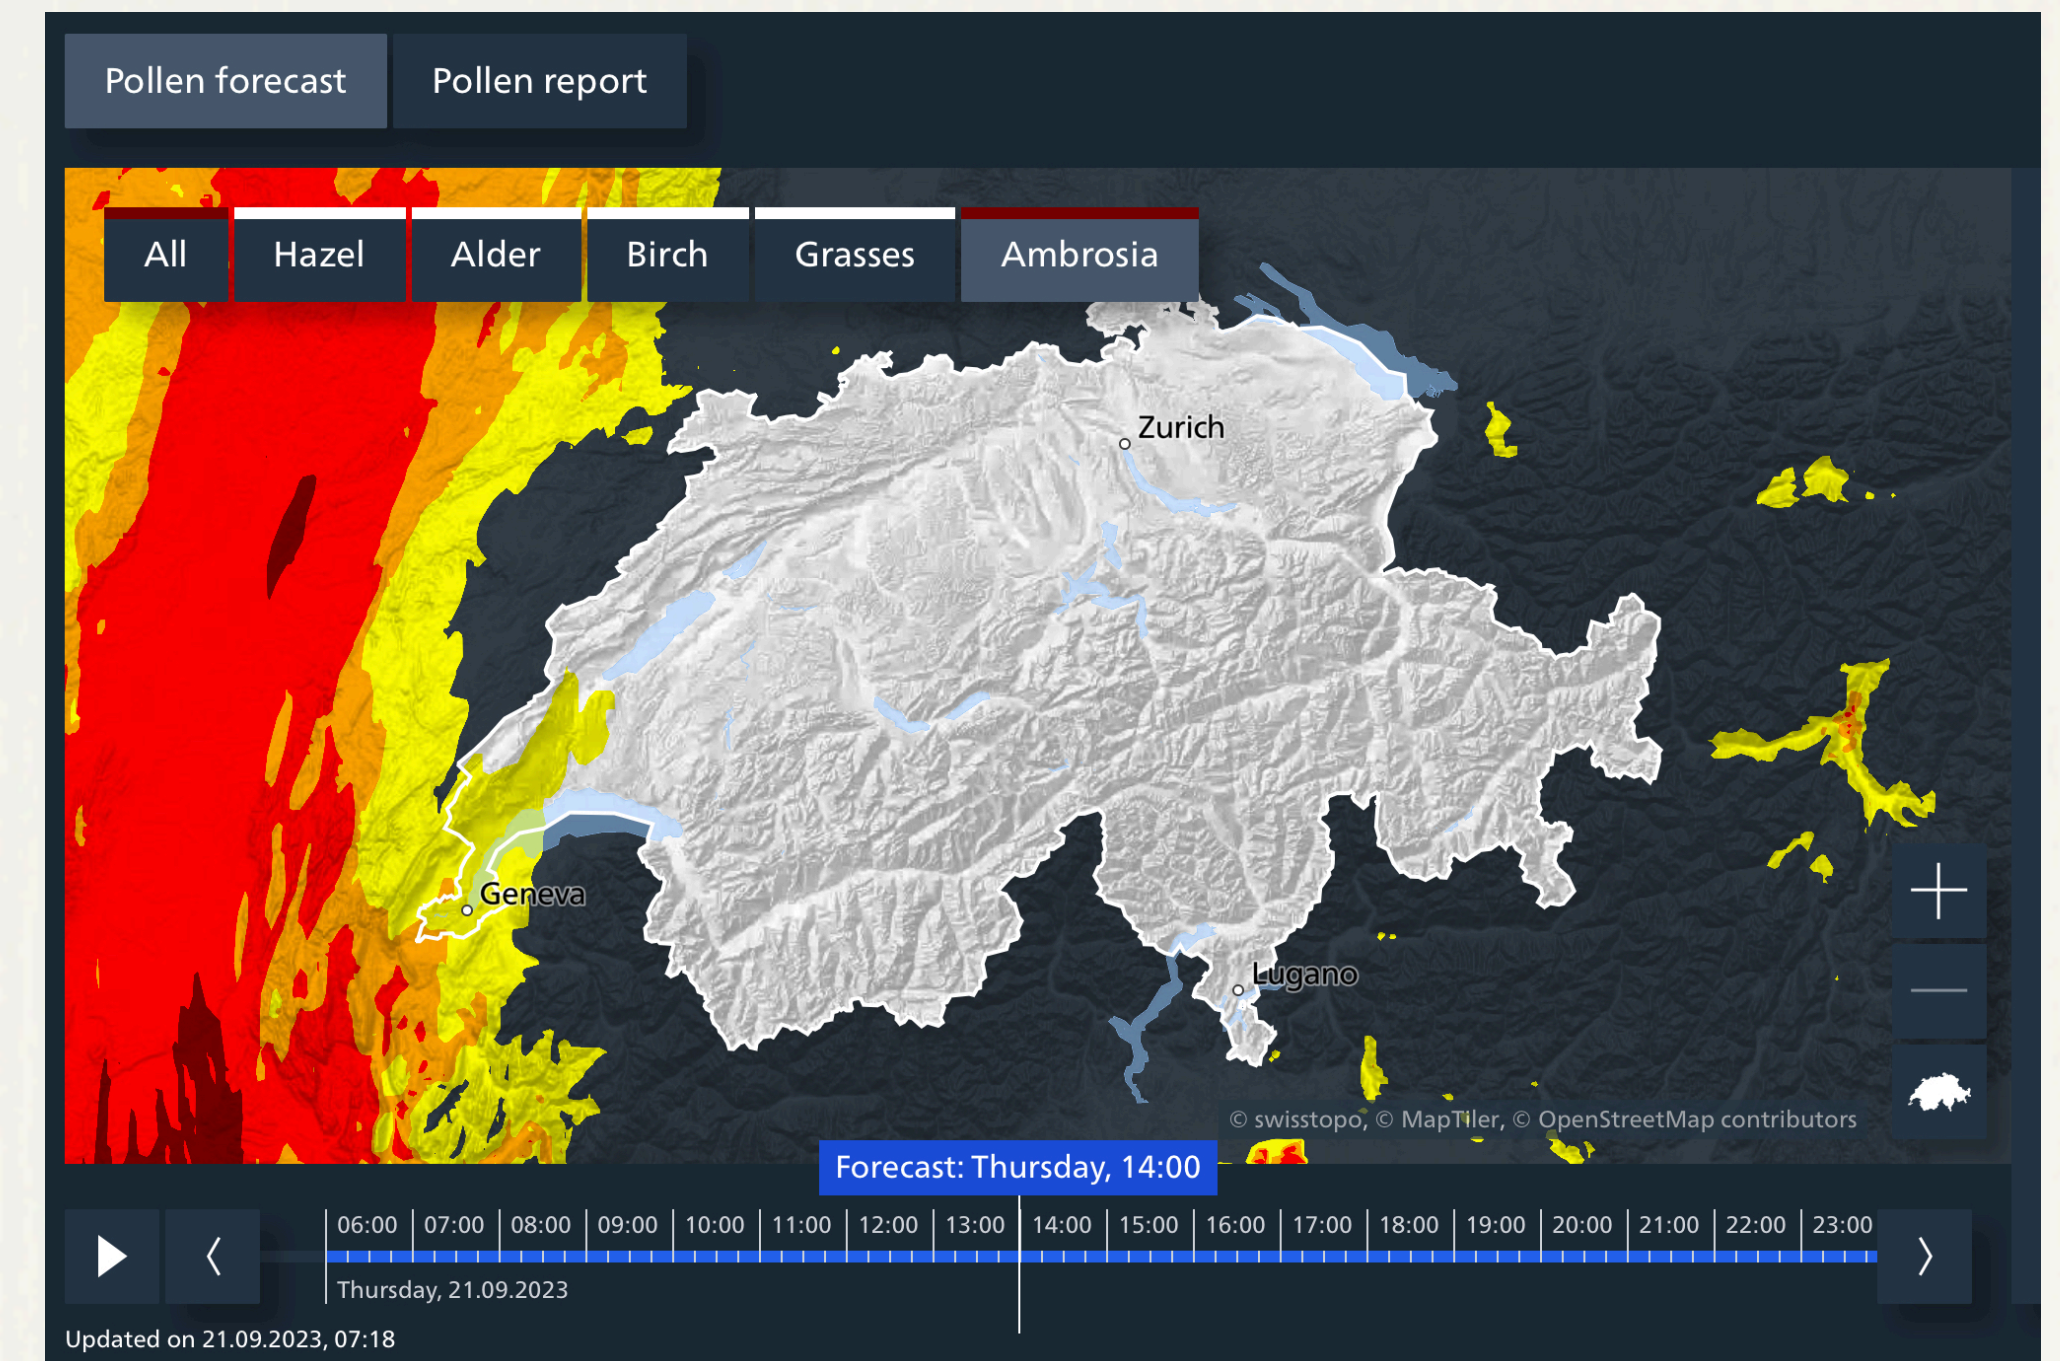 Pollen forecast
Pollen report
All
Hazel
Alder
Birch
Grasses
Ambrosia
Zurich
Geneva
Lugano
© swisstopo, © MapTiler, © OpenStreetMap contributors
Forecast: Thursday, 14:00
06:00 07:00 08:00 09:00 10:00 11:00 12:00 13:00 14:00 15:00 16:00 17:00 18:00 19:00 20:00 21:00 22:00 23:00
Thursday, 21.09.2023
Updated on 21.09.2023, 07:18